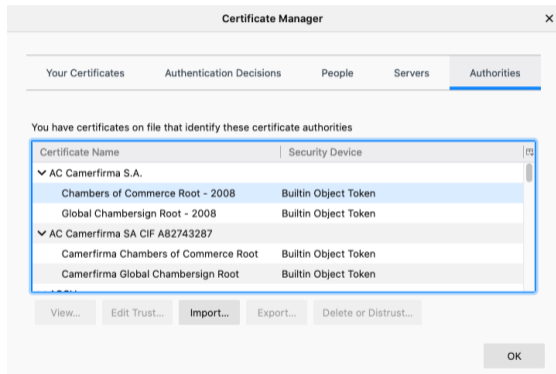 Certificate Manager
Your Certificates Authentication Decisions People Servers Authorities
You have certificates on file that identify these certificate authorities
Certificate Name Security Device
AC Camerfirma S.A.
Chambers of Commerce Root - 2008 Builtin Object Token
Global Chambersign Root - 2008 Builtin Object Token
AC Camerfirma SA CIF A82743287
Camerfirma Chambers of Commerce Root Builtin Object Token
Camerfirma Global Chambersign Root Builtin Object Token
View... Edit Trust... Import... Export... Delete or Distrust...
OK